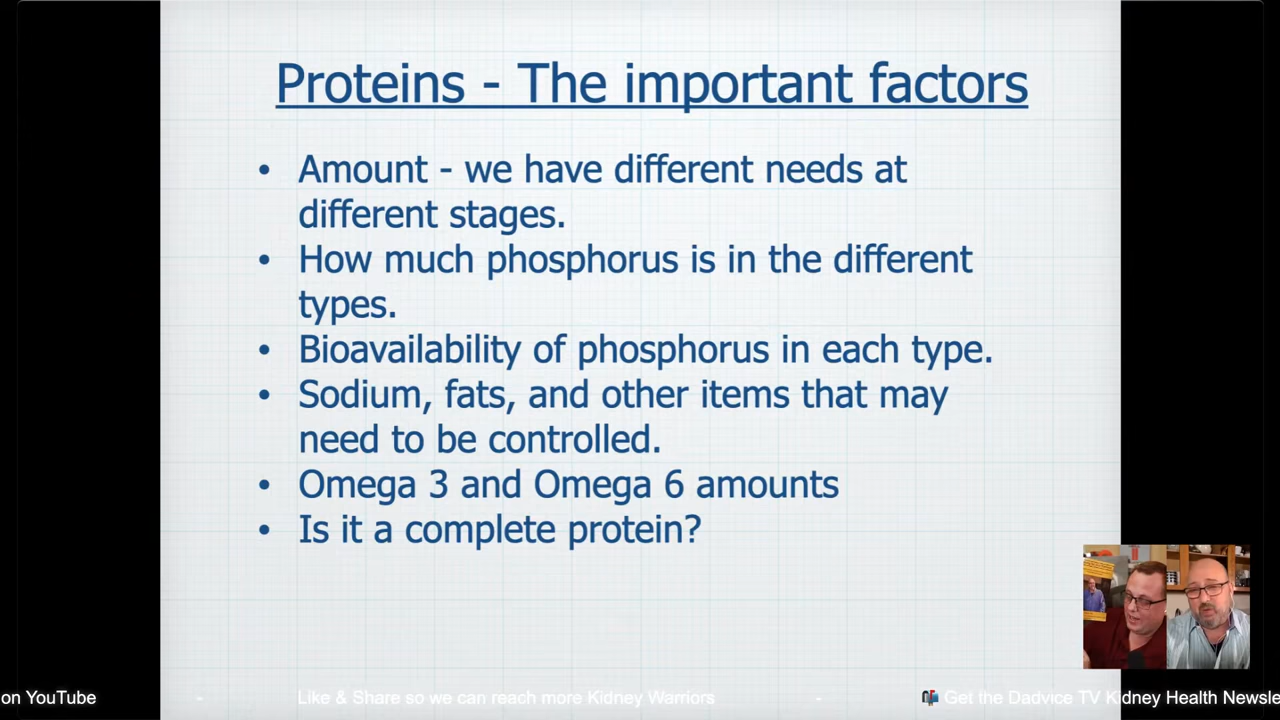 Proteins - The important factors
• Amount - we have different needs at
different stages.
• How much phosphorus is in the different
types.
• Bioavailability of phosphorus in each type.
• Sodium, fats, and other items that may
need to be controlled.
• Omega 3 and Omega 6 amounts
• Is it a complete protein?
on YouTube - Like & Share so we can reach more Kidney Warriors - 📬 Get the Dadvice TV Kidney Health Newsle